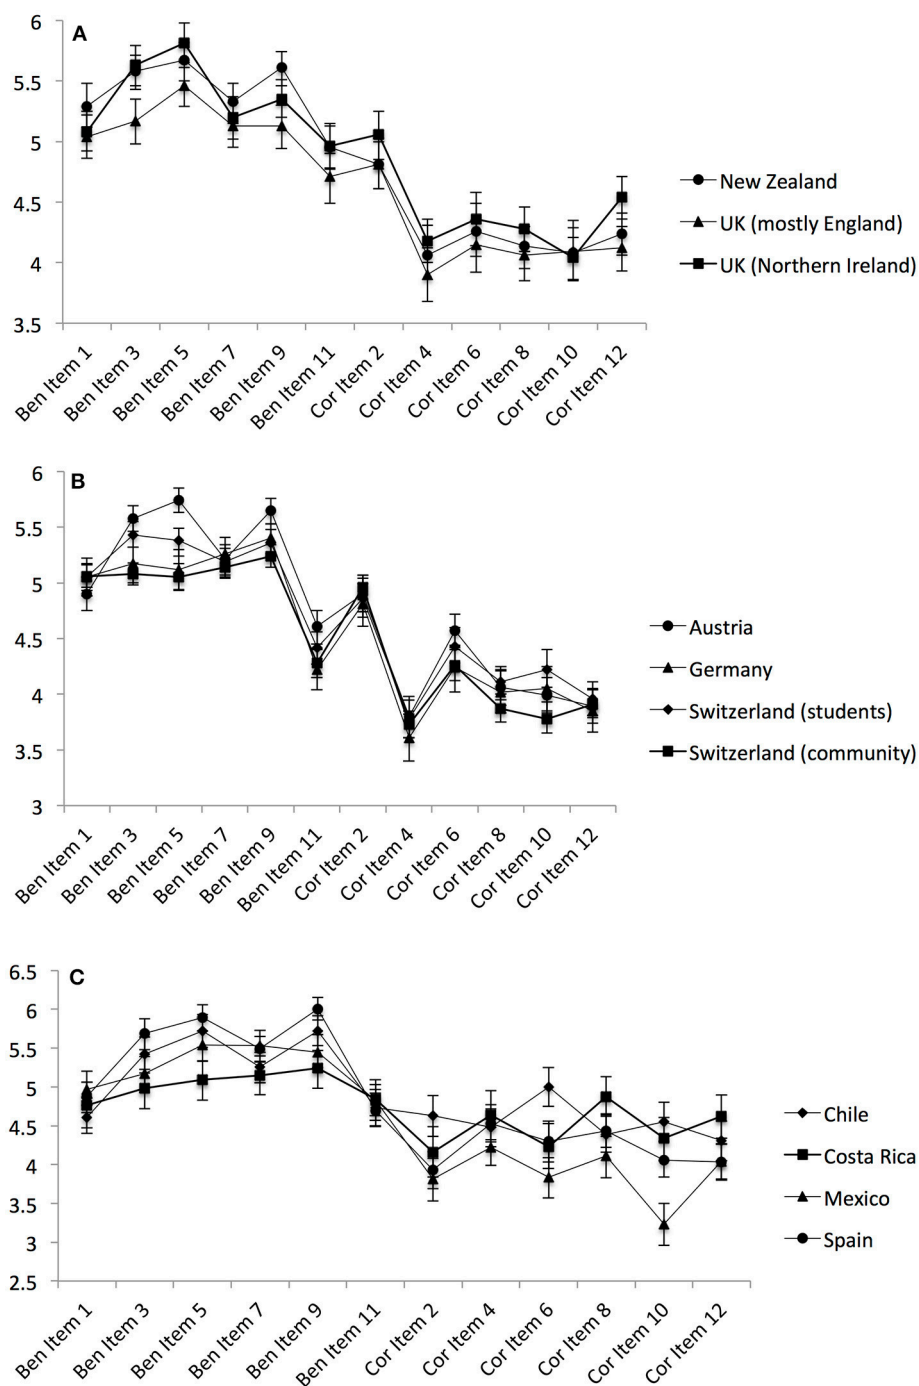 A
6
5.5
5
4.5
4
3.5
Ben Item 1
Ben Item 3
Ben Item 5
Ben Item 7
Ben Item 9
Ben Item 11
Cor Item 2
Cor Item 4
Cor Item 6
Cor Item 8
Cor Item 10
Cor Item 12
New Zealand
UK (mostly England)
UK (Northern Ireland)
B
6
5.5
5
4.5
4
3.5
3
Ben Item 1
Ben Item 3
Ben Item 5
Ben Item 7
Ben Item 9
Ben Item 11
Cor Item 2
Cor Item 4
Cor Item 6
Cor Item 8
Cor Item 10
Cor Item 12
Austria
Germany
Switzerland (students)
Switzerland (community)
C
6.5
6
5.5
5
4.5
4
3.5
3
2.5
Ben Item 1
Ben Item 3
Ben Item 5
Ben Item 7
Ben Item 9
Ben Item 11
Cor Item 2
Cor Item 4
Cor Item 6
Cor Item 8
Cor Item 10
Cor Item 12
Chile
Costa Rica
Mexico
Spain